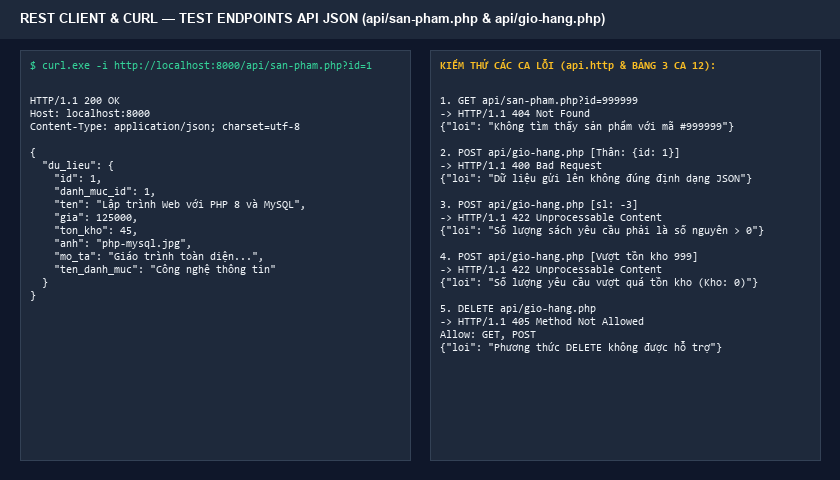 REST CLIENT & CURL — TEST ENDPOINTS API JSON (api/san-pham.php & api/gio-hang.php)
$ curl.exe -i http://localhost:8000/api/san-pham.php?id=1
HTTP/1.1 200 OK
Host: localhost:8000
Content-Type: application/json; charset=utf-8
{
  "du_lieu": {
    "id": 1,
    "danh_muc_id": 1,
    "ten": "Lập trình Web với PHP 8 và MySQL",
    "gia": 125000,
    "ton_kho": 45,
    "anh": "php-mysql.jpg",
    "mo_ta": "Giáo trình toàn diện...",
    "ten_danh_muc": "Công nghệ thông tin"
  }
}
KIỂM THỬ CÁC CA LỖI (api.http & BẢNG 3 CA 12):
1. GET api/san-pham.php?id=999999
-> HTTP/1.1 404 Not Found
{"loi": "Không tìm thấy sản phẩm với mã #999999"}
2. POST api/gio-hang.php [Thân: {id: 1}]
-> HTTP/1.1 400 Bad Request
{"loi": "Dữ liệu gửi lên không đúng định dạng JSON"}
3. POST api/gio-hang.php [sl: -3]
-> HTTP/1.1 422 Unprocessable Content
{"loi": "Số lượng sách yêu cầu phải là số nguyên > 0"}
4. POST api/gio-hang.php [Vượt tồn kho 999]
-> HTTP/1.1 422 Unprocessable Content
{"loi": "Số lượng yêu cầu vượt quá tồn kho (Kho: 0)"}
5. DELETE api/gio-hang.php
-> HTTP/1.1 405 Method Not Allowed
Allow: GET, POST
{"loi": "Phương thức DELETE không được hỗ trợ"}